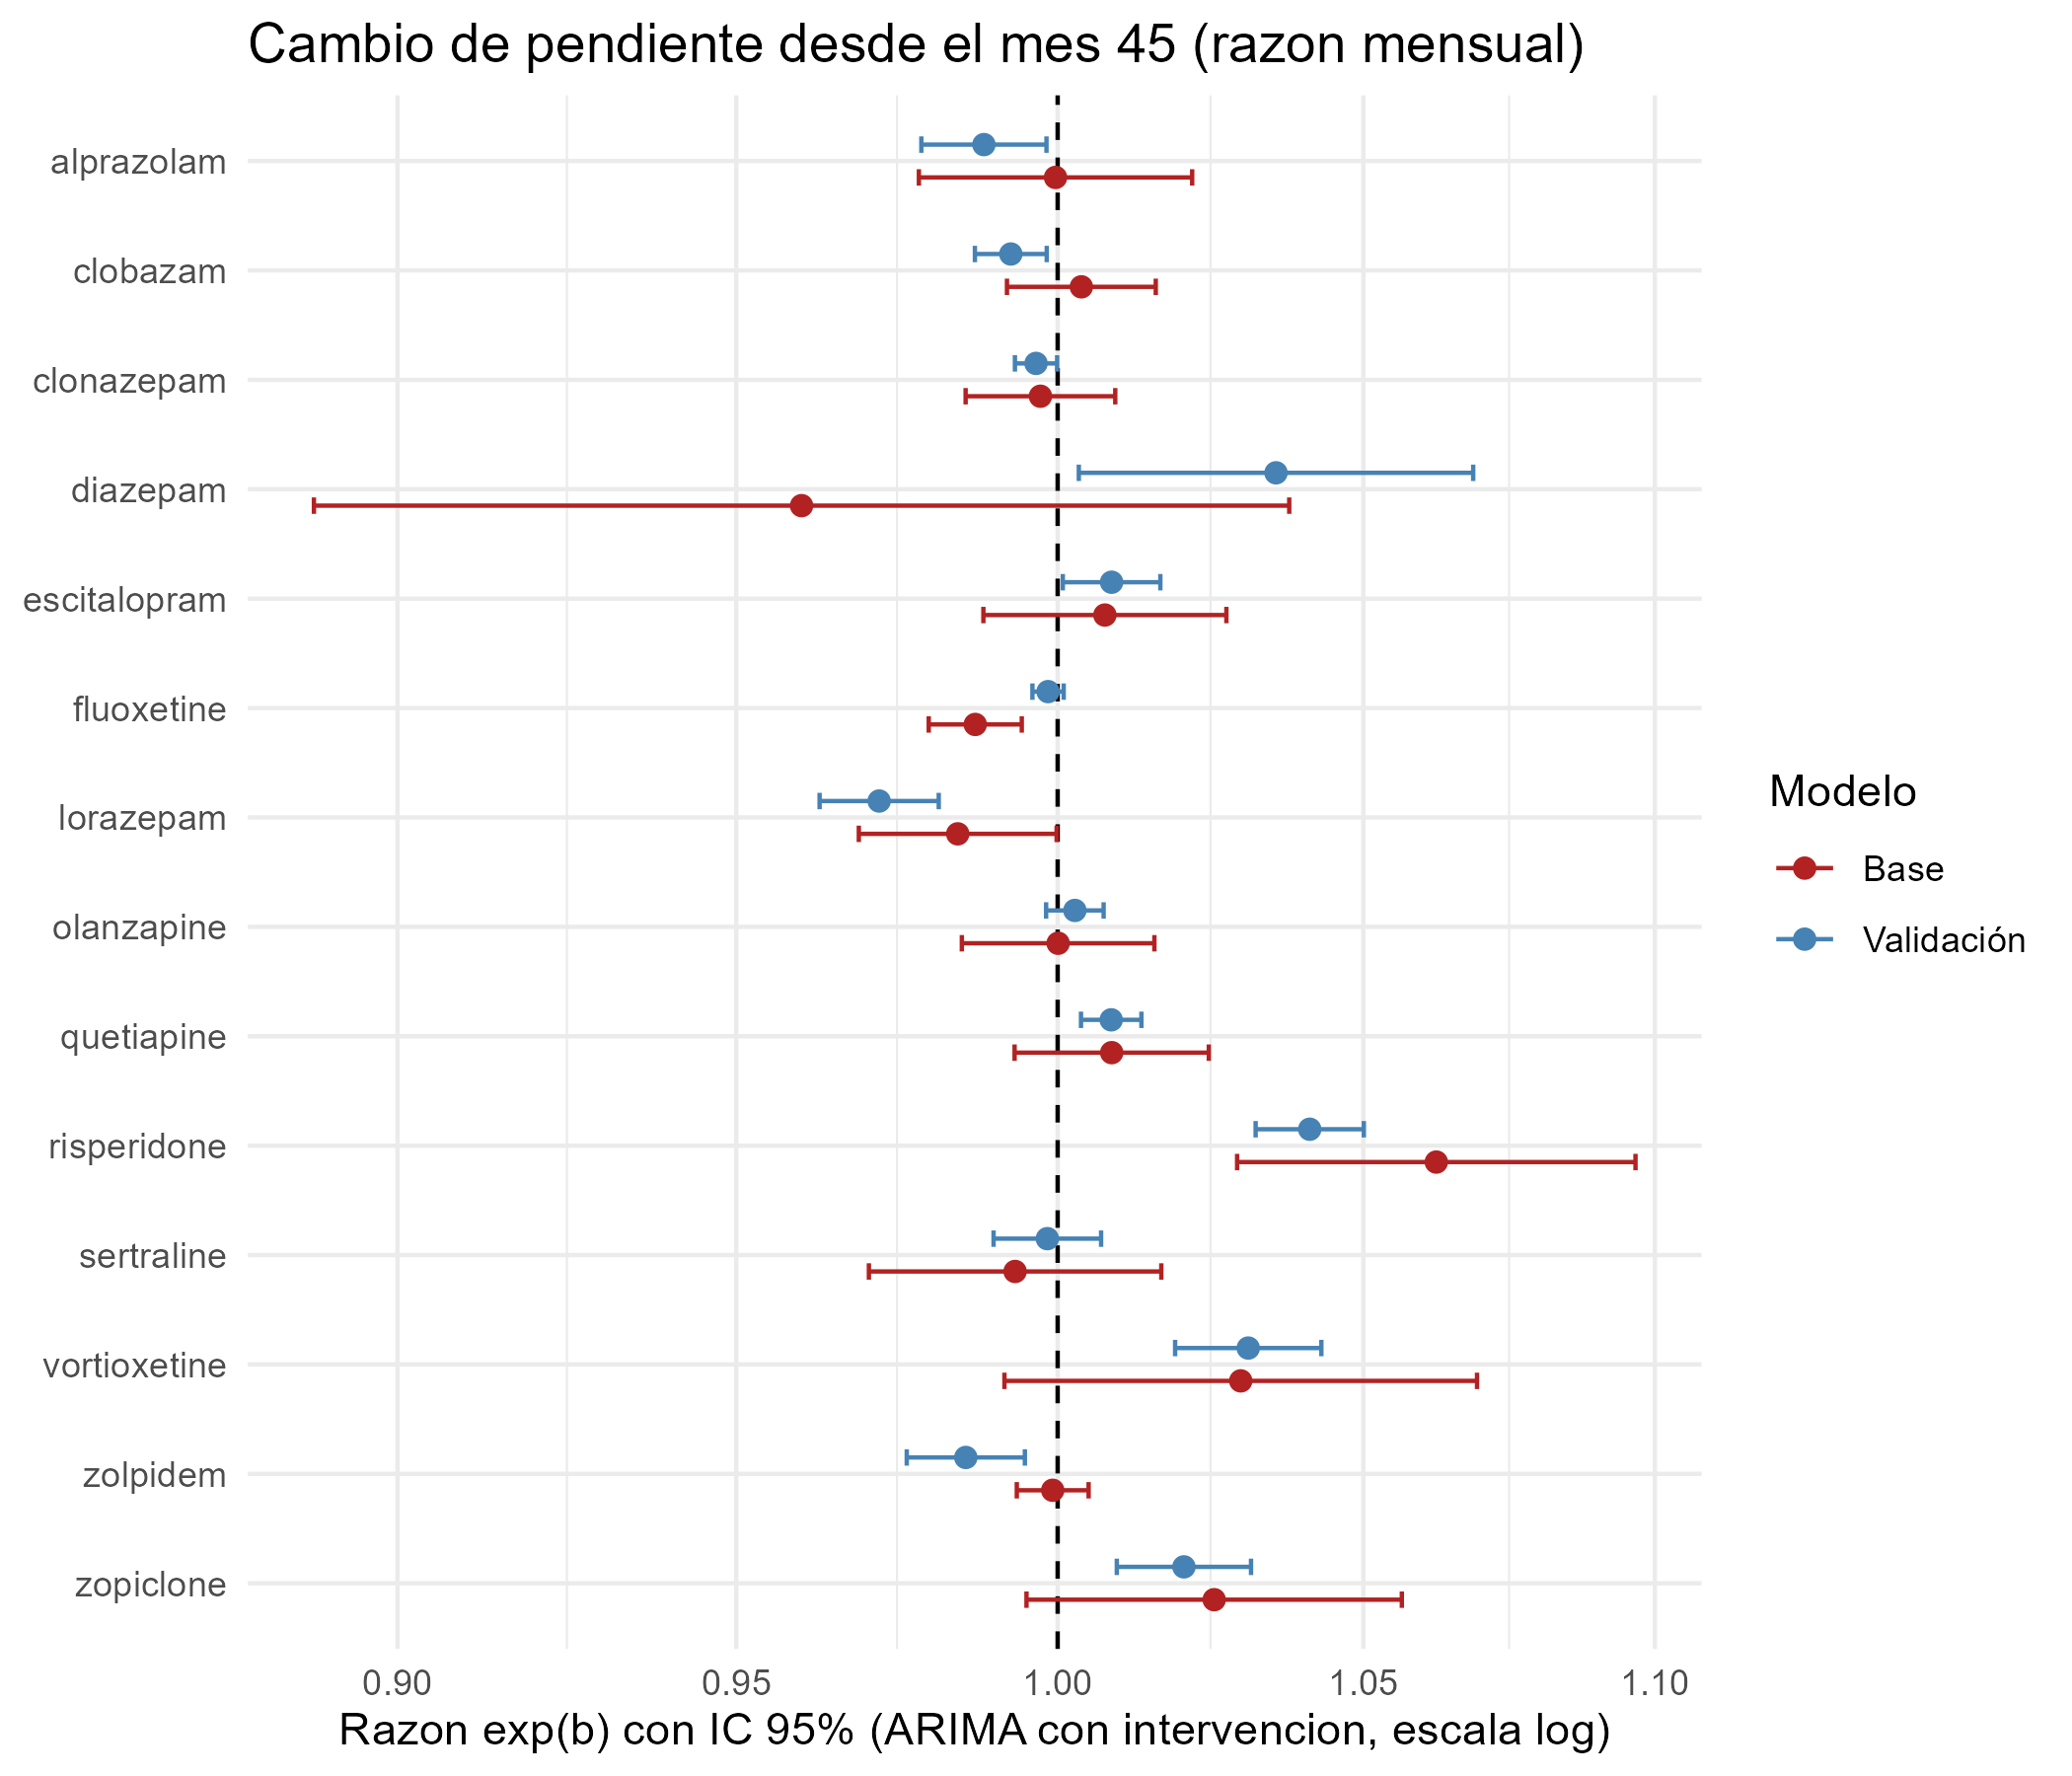 Cambio de pendiente desde el mes 45 (razon mensual)
alprazolam
clobazam
clonazepam
diazepam
escitalopram
fluoxetine
lorazepam
olanzapine
quetiapine
risperidone
sertraline
vortioxetine
zolpidem
zopiclone
0.90 0.95 1.00 1.05 1.10
Razon exp(b) con IC 95% (ARIMA con intervencion, escala log)
Modelo
Base
Validación